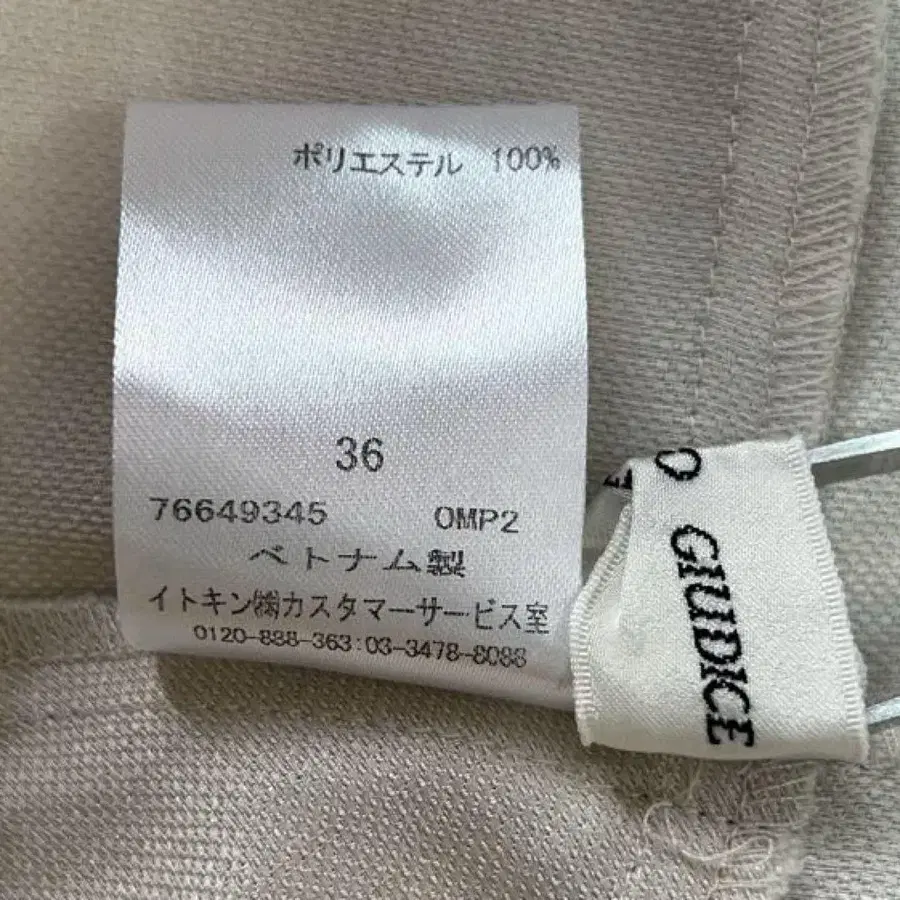 ポリエステル 100%
36
76649345 OMP2
ベトナム製
イトキン㈱カスタマーサービス室
0120-888-363:03-3478-8088
GIUDICE